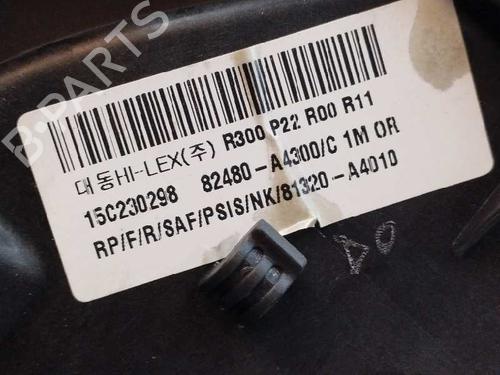 B-PARTS
대동HI-LEX(주) R300 P22 R00 R11
15C230298 82480-A4300/C 1M OR
RP/F/R/SAF/PSIS/NK/81320-A4010